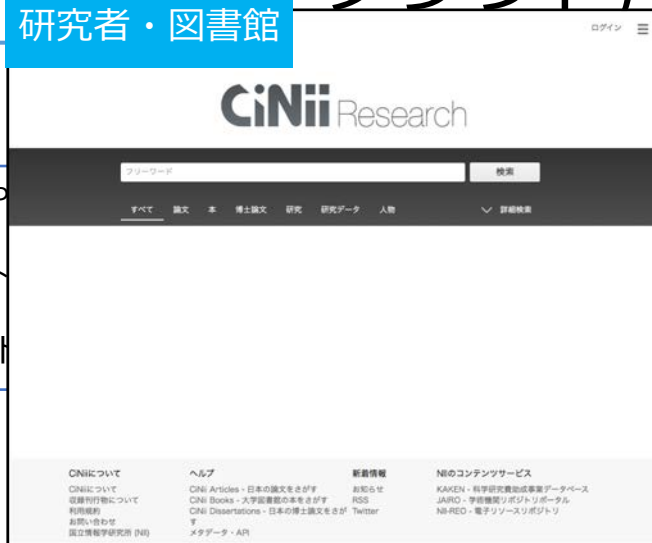 研究者・図書館
ログイン
CiNii Research
フリーワード
検索
すべて 論文 本 博士論文 研究 研究データ 人物
詳細検索
CiNiiについて
CiNiiについて
収録刊行物について
利用規約
お問い合わせ
国立情報学研究所 (NII)
ヘルプ
CiNii Articles - 日本の論文をさがす
CiNii Books - 大学図書館の本をさがす
CiNii Dissertations - 日本の博士論文をさが
す
メタデータ・API
新着情報
お知らせ
RSS
Twitter
NIIのコンテンツサービス
KAKEN - 科学研究費助成事業データベース
JAIRO - 学術機関リポジトリポータル
NII-REO - 電子リソースリポジトリ